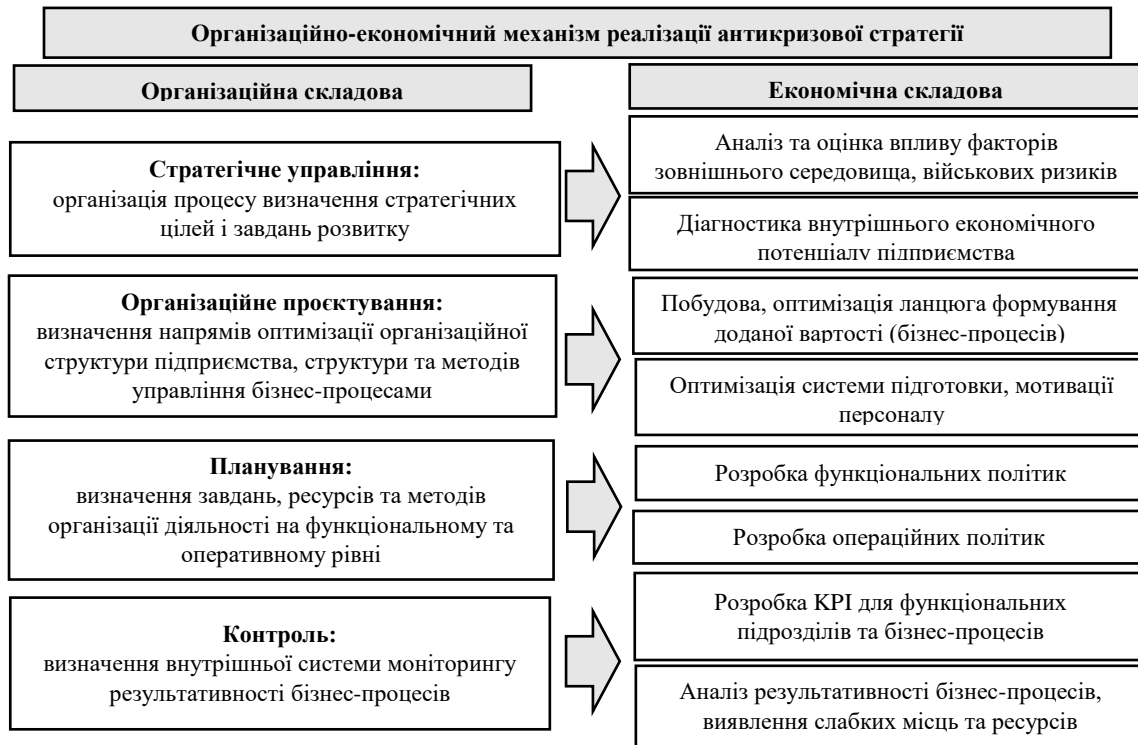 Організаційно-економічний механізм реалізації антикризової стратегії
Організаційна складова
Економічна складова
Стратегічне управління:
організація процесу визначення стратегічних
цілей і завдань розвитку
Аналіз та оцінка впливу факторів
зовнішнього середовища, військових ризиків
Діагностика внутрішнього економічного
потенціалу підприємства
Організаційне проєктування:
визначення напрямів оптимізації організаційної
структури підприємства, структури та методів
управління бізнес-процесами
Побудова, оптимізація ланцюга формування
доданої вартості (бізнес-процесів)
Оптимізація системи підготовки, мотивації
персоналу
Планування:
визначення завдань, ресурсів та методів
організації діяльності на функціональному та
оперативному рівні
Розробка функціональних політик
Розробка операційних політик
Контроль:
визначення внутрішньої системи моніторингу
результативності бізнес-процесів
Розробка KPI для функціональних
підрозділів та бізнес-процесів
Аналіз результативності бізнес-процесів,
виявлення слабких місць та ресурсів